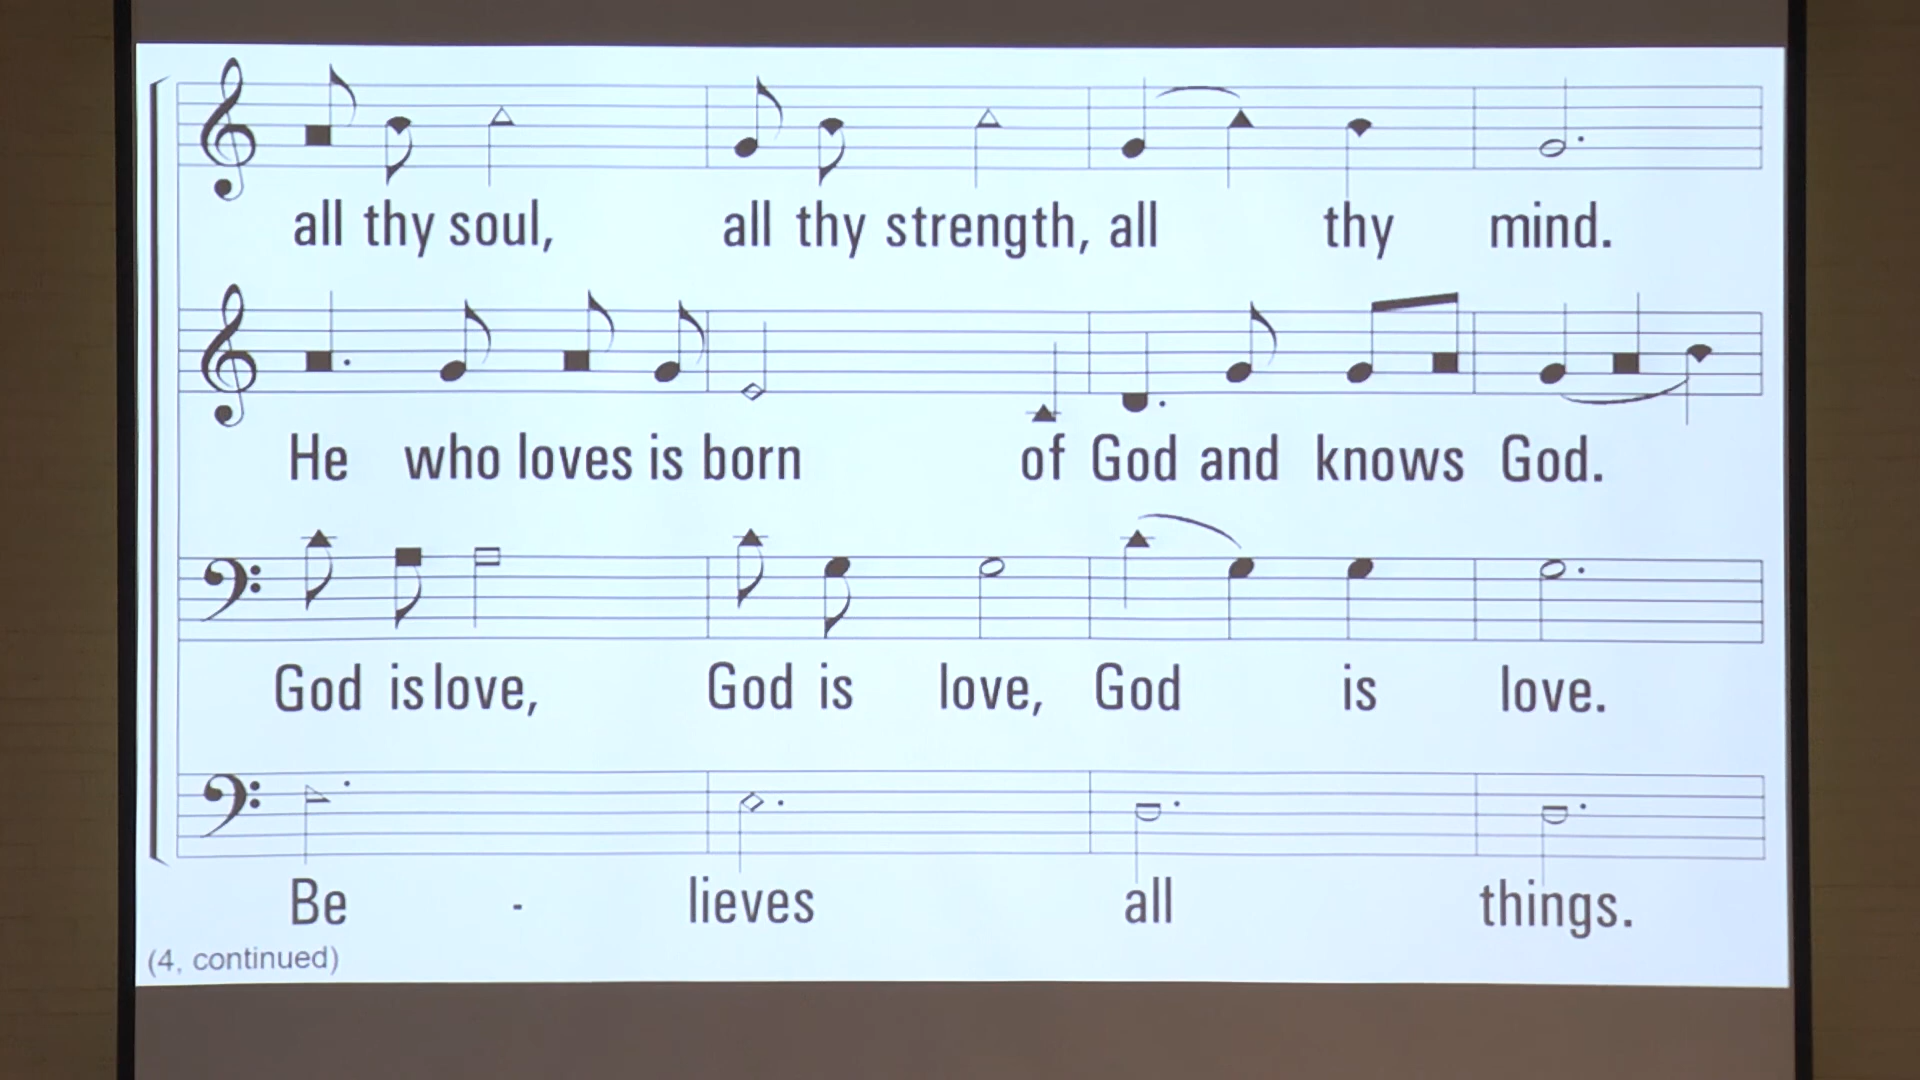 all thy soul, all thy strength, all thy mind.
He who loves is born of God and knows God.
God is love, God is love, God is love.
Be - lieves all things.
(4, continued)